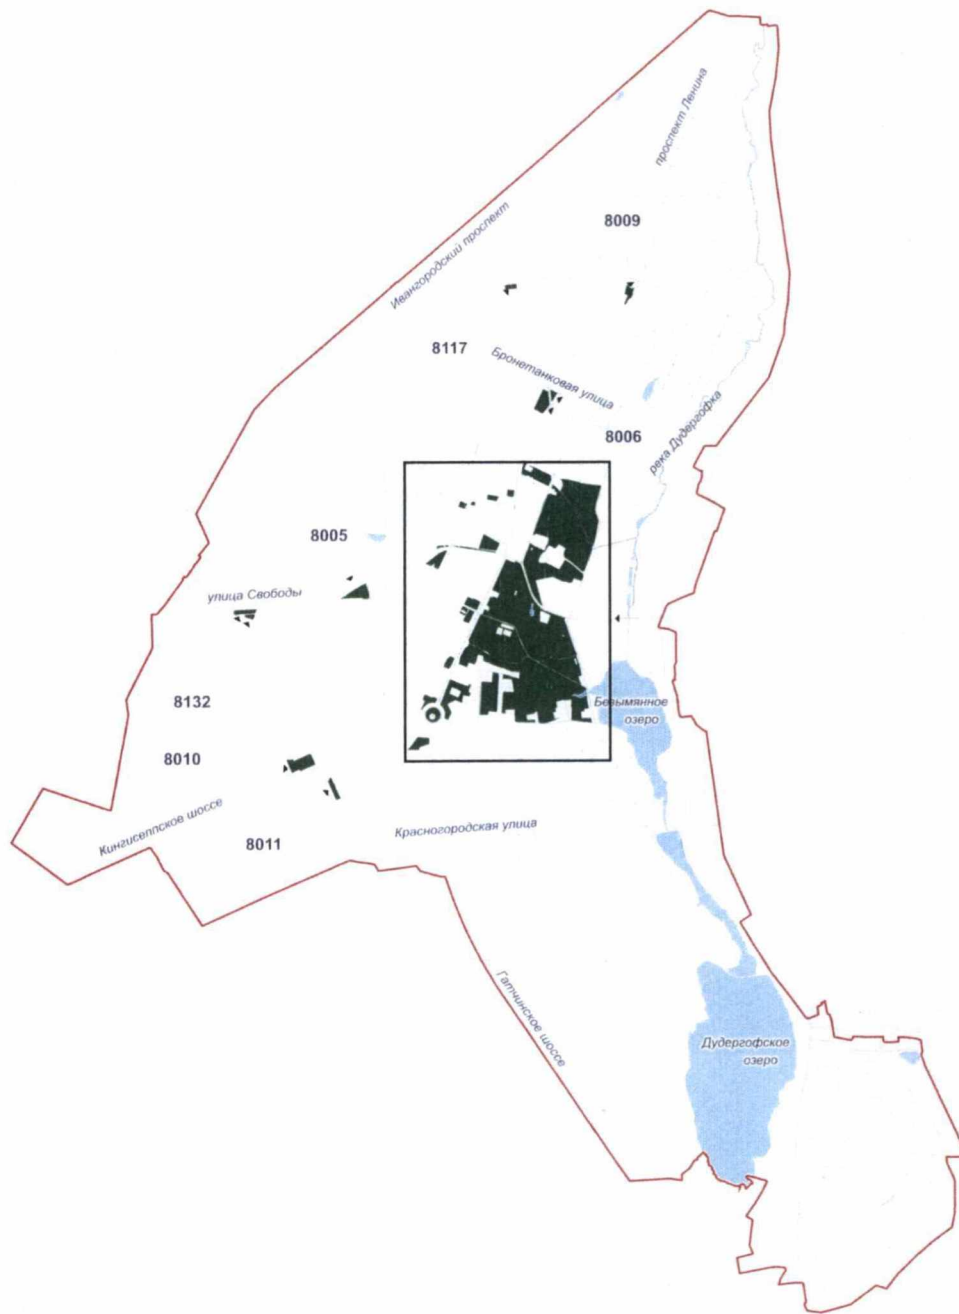 проспект Ленина
8009
Ивангородский проспект
8117
Бронетанковая улица
8006
река Дудергофка
8005
улица Свободы
8132
Безымянное
озеро
8010
Кингисеппское шоссе
Красногородская улица
8011
Гатчинское шоссе
Дудергофское
озеро